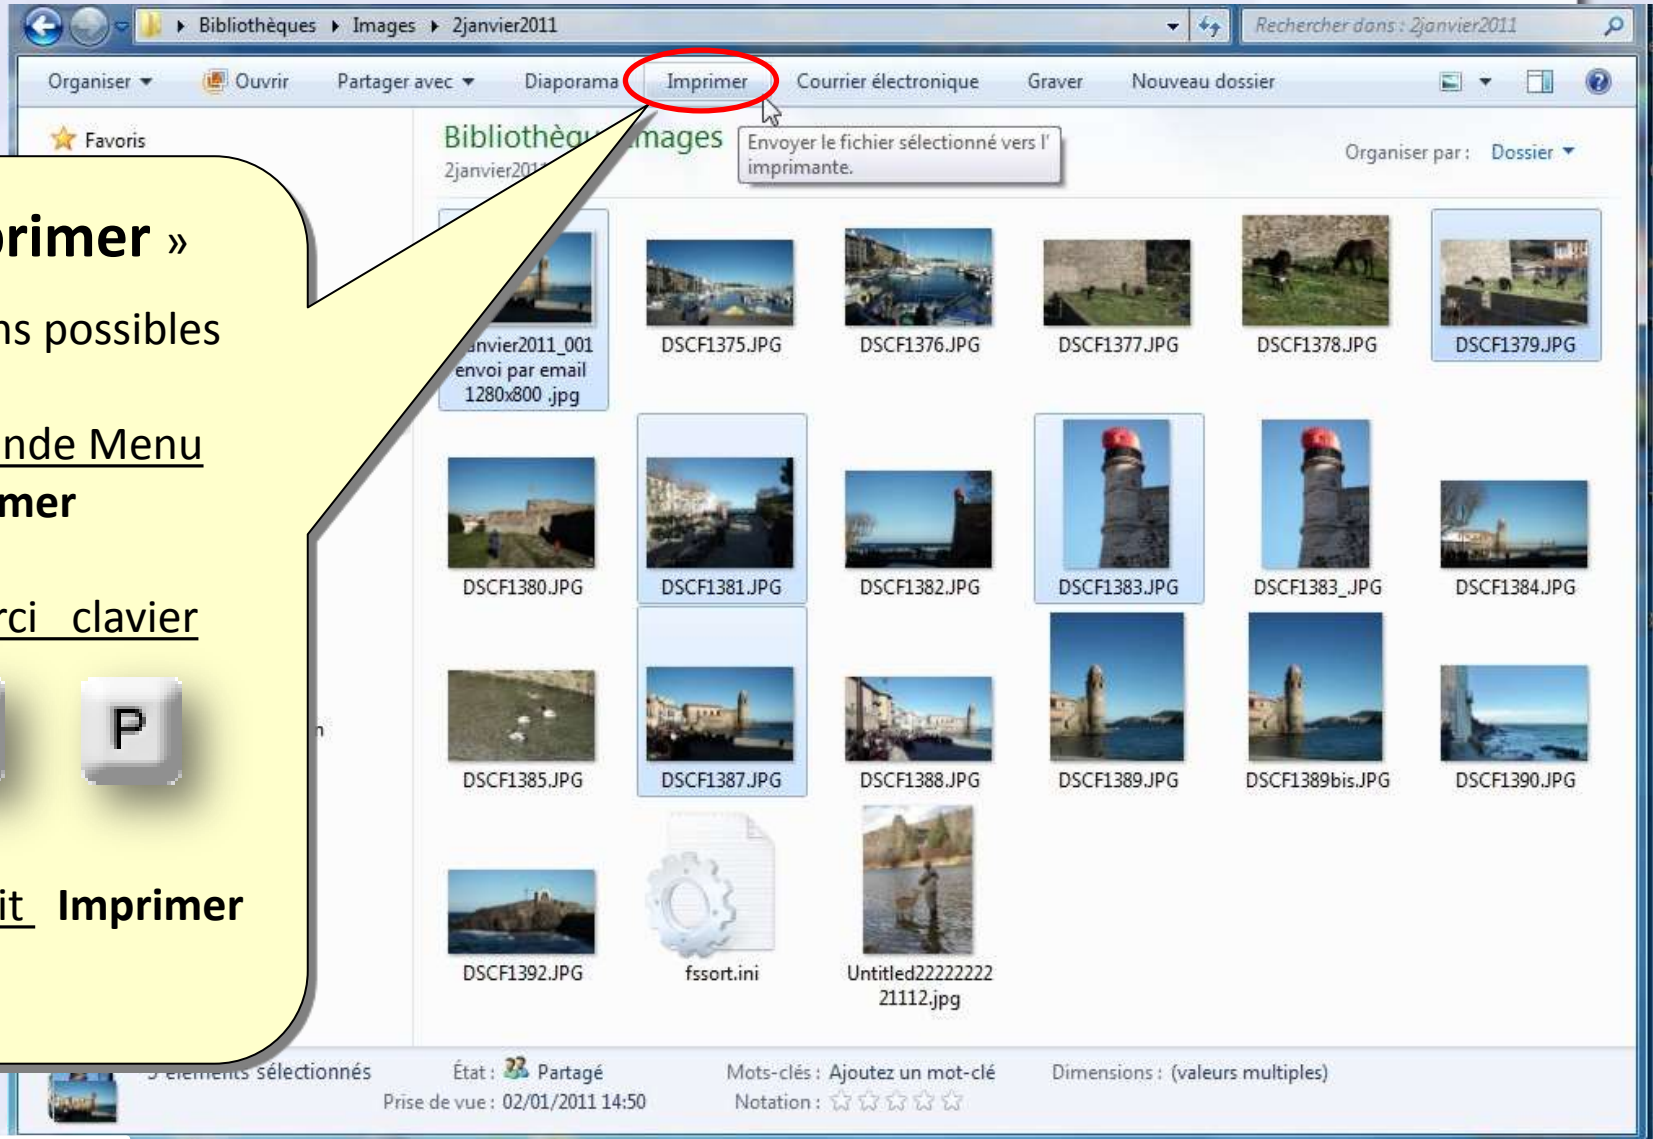 Bibliothèques Images 2janvier2011
Rechercher dans : 2janvier2011
Organiser Ouvrir Partager avec Diaporama Imprimer Courrier électronique Graver Nouveau dossier
Favoris
2janvier2011
Envoyer le fichier sélectionné vers l'
imprimante.
Organiser par : Dossier
primer »
ns possibles
nde Menu
mer
rci clavier
P
it Imprimer
n
anvier2011_001
envoi par email
1280x800 .jpg
DSCF1375.JPG
DSCF1376.JPG
DSCF1377.JPG
DSCF1378.JPG
DSCF1379.JPG
DSCF1380.JPG
DSCF1381.JPG
DSCF1382.JPG
DSCF1383.JPG
DSCF1383_.JPG
DSCF1384.JPG
DSCF1385.JPG
DSCF1387.JPG
DSCF1388.JPG
DSCF1389.JPG
DSCF1389bis.JPG
DSCF1390.JPG
DSCF1392.JPG
fssort.ini
Untitled22222222
21112.jpg
éléments sélectionnés
État : Partagé
Mots-clés : Ajoutez un mot-clé
Dimensions : (valeurs multiples)
Prise de vue : 02/01/2011 14:50
Notation :